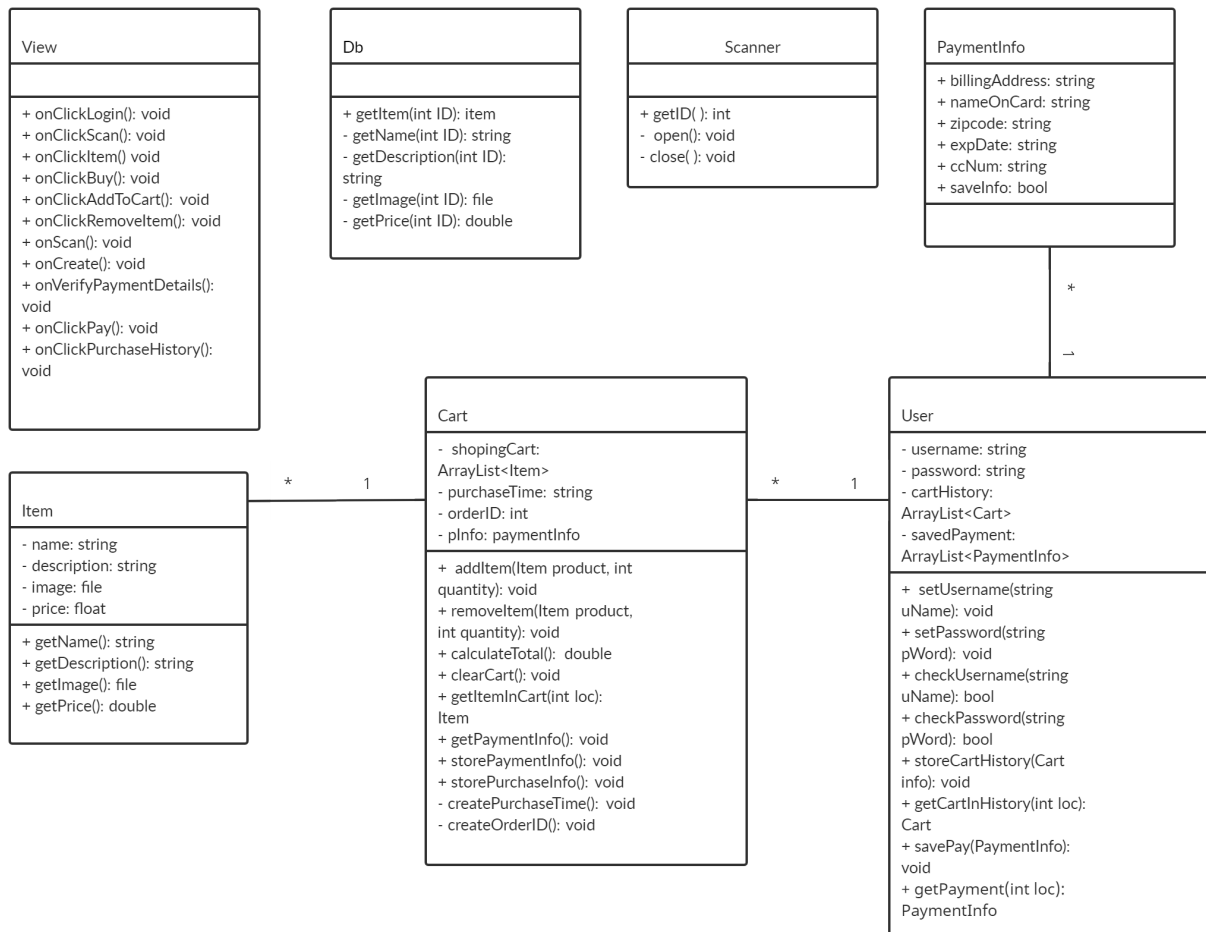 View
+ onClickLogin(): void
+ onClickScan(): void
+ onClickItem() void
+ onClickBuy(): void
+ onClickAddToCart(): void
+ onClickRemoveItem(): void
+ onScan(): void
+ onCreate(): void
+ onVerifyPaymentDetails():
void
+ onClickPay(): void
+ onClickPurchaseHistory():
void
Db
+ getItem(int ID): item
- getName(int ID): string
- getDescription(int ID):
string
- getImage(int ID): file
- getPrice(int ID): double
Scanner
+ getID( ): int
- open(): void
- close( ): void
PaymentInfo
+ billingAddress: string
+ nameOnCard: string
+ zipcode: string
+ expDate: string
+ ccNum: string
+ saveInfo: bool
*
1
Item
- name: string
- description: string
- image: file
- price: float
+ getName(): string
+ getDescription(): string
+ getImage(): file
+ getPrice(): double
* 1
Cart
- shopingCart:
ArrayList<Item>
- purchaseTime: string
- orderID: int
- pInfo: paymentInfo
+ addItem(Item product, int
quantity): void
+ removeItem(Item product,
int quantity): void
+ calculateTotal(): double
+ clearCart(): void
+ getItemInCart(int loc):
Item
+ getPaymentInfo(): void
+ storePaymentInfo(): void
+ storePurchaseInfo(): void
- createPurchaseTime(): void
- createOrderID(): void
* 1
User
- username: string
- password: string
- cartHistory:
ArrayList<Cart>
- savedPayment:
ArrayList<PaymentInfo>
+ setUsername(string
uName): void
+ setPassword(string
pWord): void
+ checkUsername(string
uName): bool
+ checkPassword(string
pWord): bool
+ storeCartHistory(Cart
info): void
+ getCartInHistory(int loc):
Cart
+ savePay(PaymentInfo):
void
+ getPayment(int loc):
PaymentInfo